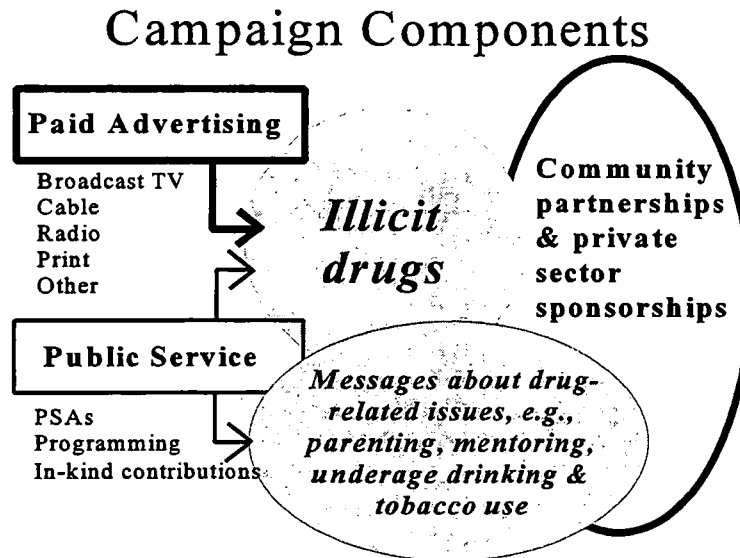 Campaign Components
Paid Advertising
Broadcast TV
Cable
Radio
Print
Other
Illicit
drugs
Community
partnerships
& private
sector
sponsorships
Public Service
PSAs
Programming
In-kind contributions
Messages about drug-
related issues, e.g.,
parenting, mentoring,
underage drinking &
tobacco use